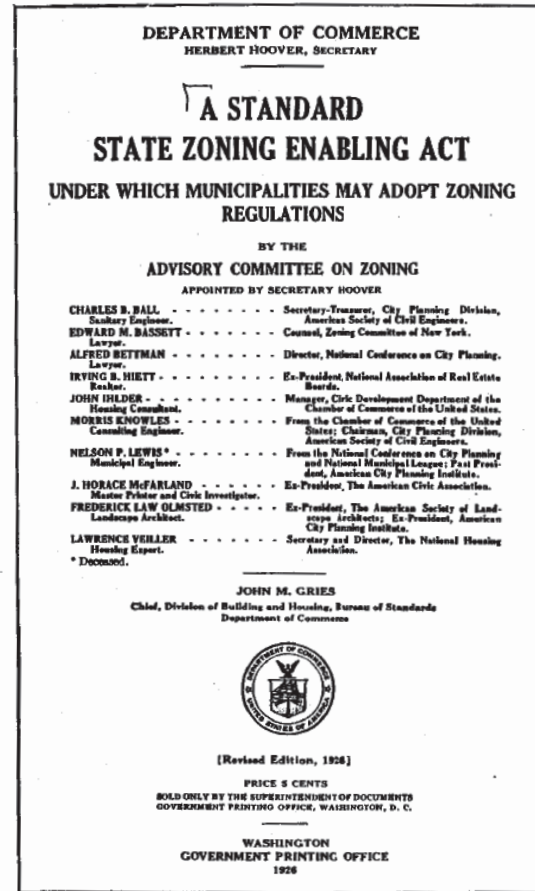 DEPARTMENT OF COMMERCE
HERBERT HOOVER, SECRETARY
A STANDARD
STATE ZONING ENABLING ACT
UNDER WHICH MUNICIPALITIES MAY ADOPT ZONING
REGULATIONS
BY THE
ADVISORY COMMITTEE ON ZONING
APPOINTED BY SECRETARY HOOVER
CHARLES B. BALL - - - - - - - - Secretary-Treasurer, City Planning Division,
Sanitary Engineer. American Society of Civil Engineers.
EDWARD M. BASSETT - - - - - - - Counsel, Zoning Committee of New York.
Lawyer.
ALFRED BETTMAN - - - - - - - - Director, National Conference on City Planning.
Lawyer.
IRVING B. HIETT - - - - - - - - Ex-President, National Association of Real Estate
Realtor. Boards.
JOHN IHLDER - - - - - - - - - - Manager, Civic Development Department of the
Housing Consultant. Chamber of Commerce of the United States.
MORRIS KNOWLES - - - - - - - - From the Chamber of Commerce of the United
Consulting Engineer. States; Chairman, City Planning Division,
American Society of Civil Engineers.
NELSON P. LEWIS* - - - - - - - - From the National Conference on City Planning
Municipal Engineer. and National Municipal League; Past Presi-
dent, American City Planning Institute.
J. HORACE McFARLAND - - - - - - Ex-President, The American Civic Association.
Master Printer and Civic Investigator.
FREDERICK LAW OLMSTED - - - - - Ex-President, The American Society of Land-
Landscape Architect. scape Architects; Ex-President, American
City Planning Institute.
LAWRENCE VEILLER - - - - - - - Secretary and Director, The National Housing
Housing Expert. Association.
* Deceased.
JOHN M. GRIES
Chief, Division of Building and Housing, Bureau of Standards
Department of Commerce
DEPARTMENT OF COMMERCE
UNITED STATES OF AMERICA
[Revised Edition, 1926]
PRICE 5 CENTS
SOLD ONLY BY THE SUPERINTENDENT OF DOCUMENTS
GOVERNMENT PRINTING OFFICE, WASHINGTON, D. C.
WASHINGTON
GOVERNMENT PRINTING OFFICE
1926